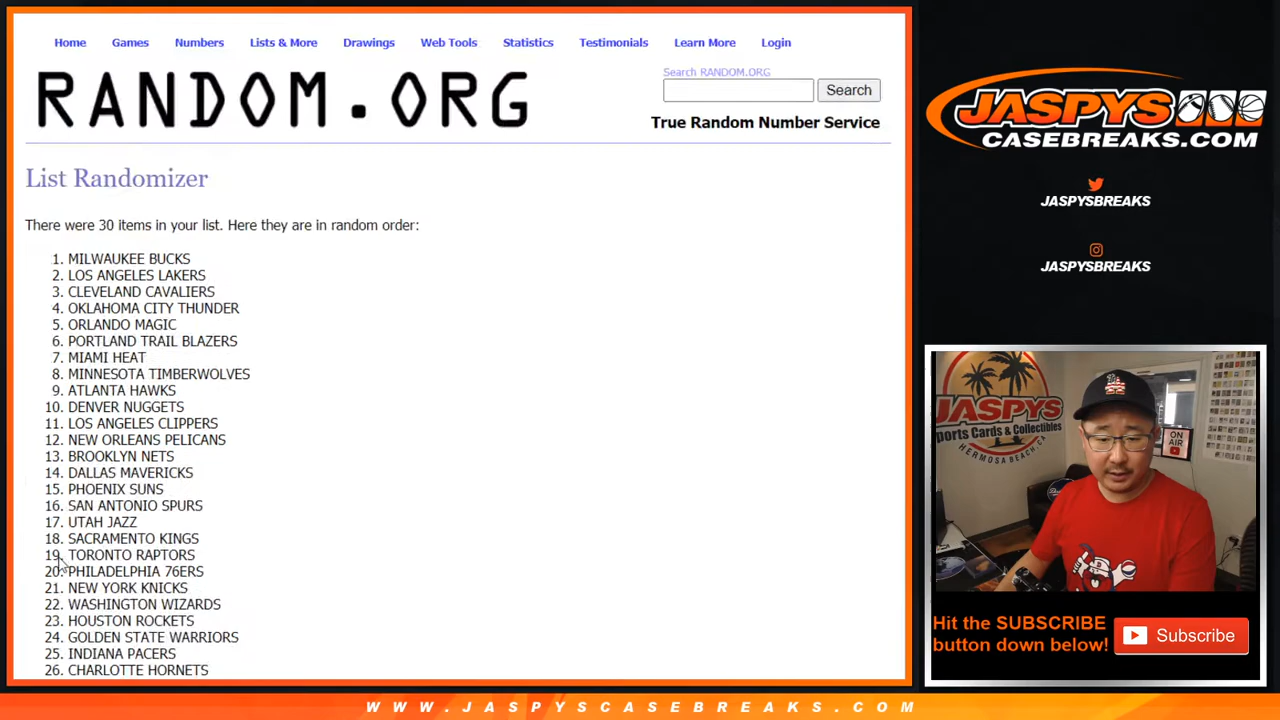 Home Games Numbers Lists & More Drawings Web Tools Statistics Testimonials Learn More Login
RANDOM.ORG
Search RANDOM.ORG
Search
True Random Number Service
List Randomizer
There were 30 items in your list. Here they are in random order:
1. MILWAUKEE BUCKS
2. LOS ANGELES LAKERS
3. CLEVELAND CAVALIERS
4. OKLAHOMA CITY THUNDER
5. ORLANDO MAGIC
6. PORTLAND TRAIL BLAZERS
7. MIAMI HEAT
8. MINNESOTA TIMBERWOLVES
9. ATLANTA HAWKS
10. DENVER NUGGETS
11. LOS ANGELES CLIPPERS
12. NEW ORLEANS PELICANS
13. BROOKLYN NETS
14. DALLAS MAVERICKS
15. PHOENIX SUNS
16. SAN ANTONIO SPURS
17. UTAH JAZZ
18. SACRAMENTO KINGS
19. TORONTO RAPTORS
20. PHILADELPHIA 76ERS
21. NEW YORK KNICKS
22. WASHINGTON WIZARDS
23. HOUSTON ROCKETS
24. GOLDEN STATE WARRIORS
25. INDIANA PACERS
26. CHARLOTTE HORNETS
JASPYS
CASEBREAKS.COM
JASPYSBREAKS
JASPYSBREAKS
JASPYS
ports Cards & Collectibles
HERMOSA BEACH, CA
ON
AIR
Hit the SUBSCRIBE
button down below!
Subscribe
WWW.JASPYSCASEBREAKS.COM